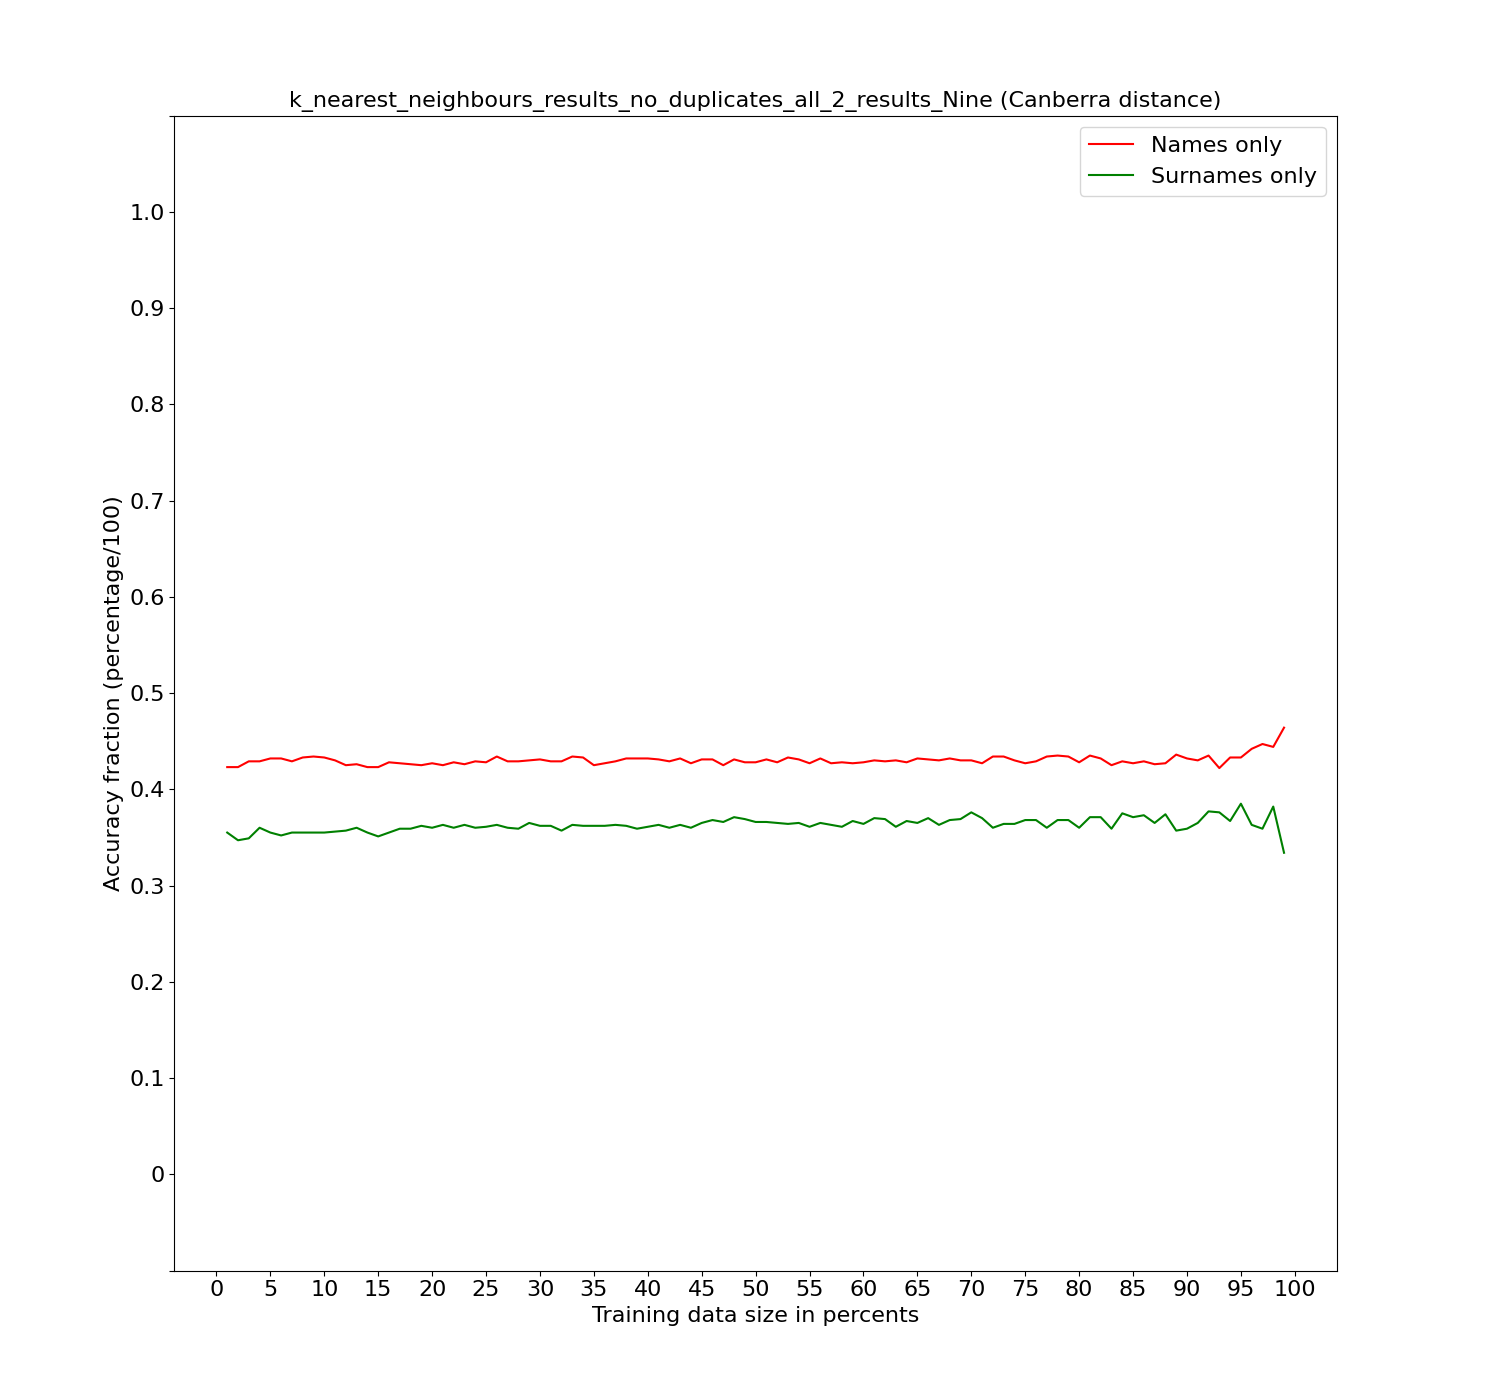 k_nearest_neighbours_results_no_duplicates_all_2_results_Nine (Canberra distance)
Names only
Surnames only
1.0
0.9
0.8
0.7
0.6
0.5
0.4
0.3
0.2
0.1
0
Accuracy fraction (percentage/100)
0 5 10 15 20 25 30 35 40 45 50 55 60 65 70 75 80 85 90 95 100
Training data size in percents